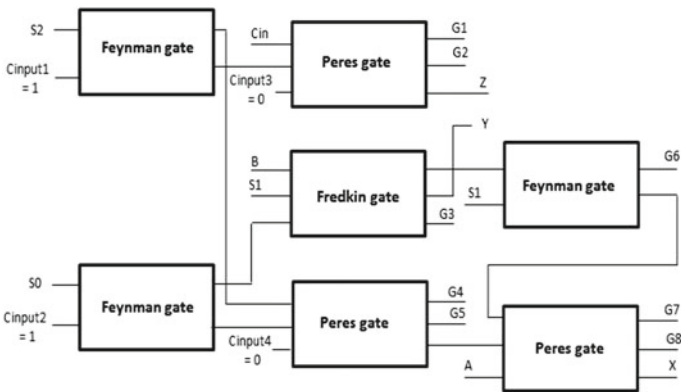 S2
Feynman gate
Cinput1
= 1
Cin
Peres gate
Cinput3
= 0
G1
G2
Z
B
S1
Fredkin gate
Y
G3
S1
Feynman gate
G6
S0
Feynman gate
Cinput2
= 1
Peres gate
Cinput4
= 0
G4
G5
A
Peres gate
G7
G8
X